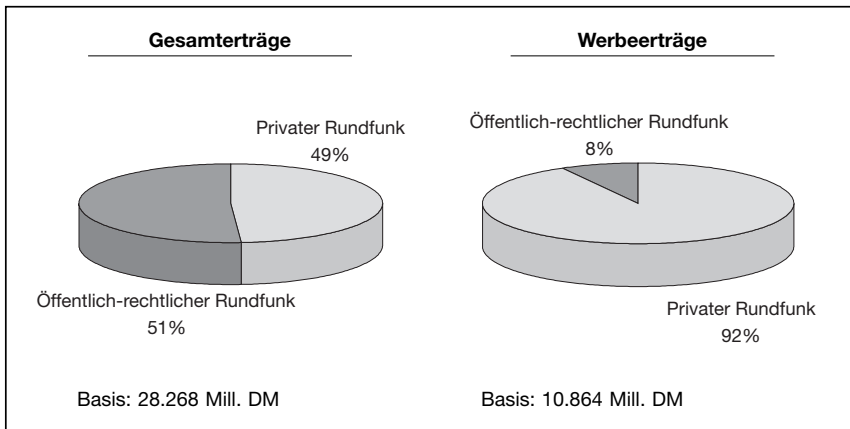 Gesamterträge
Privater Rundfunk
49%
Öffentlich-rechtlicher Rundfunk
51%
Basis: 28.268 Mill. DM
Werbeerträge
Öffentlich-rechtlicher Rundfunk
8%
Privater Rundfunk
92%
Basis: 10.864 Mill. DM